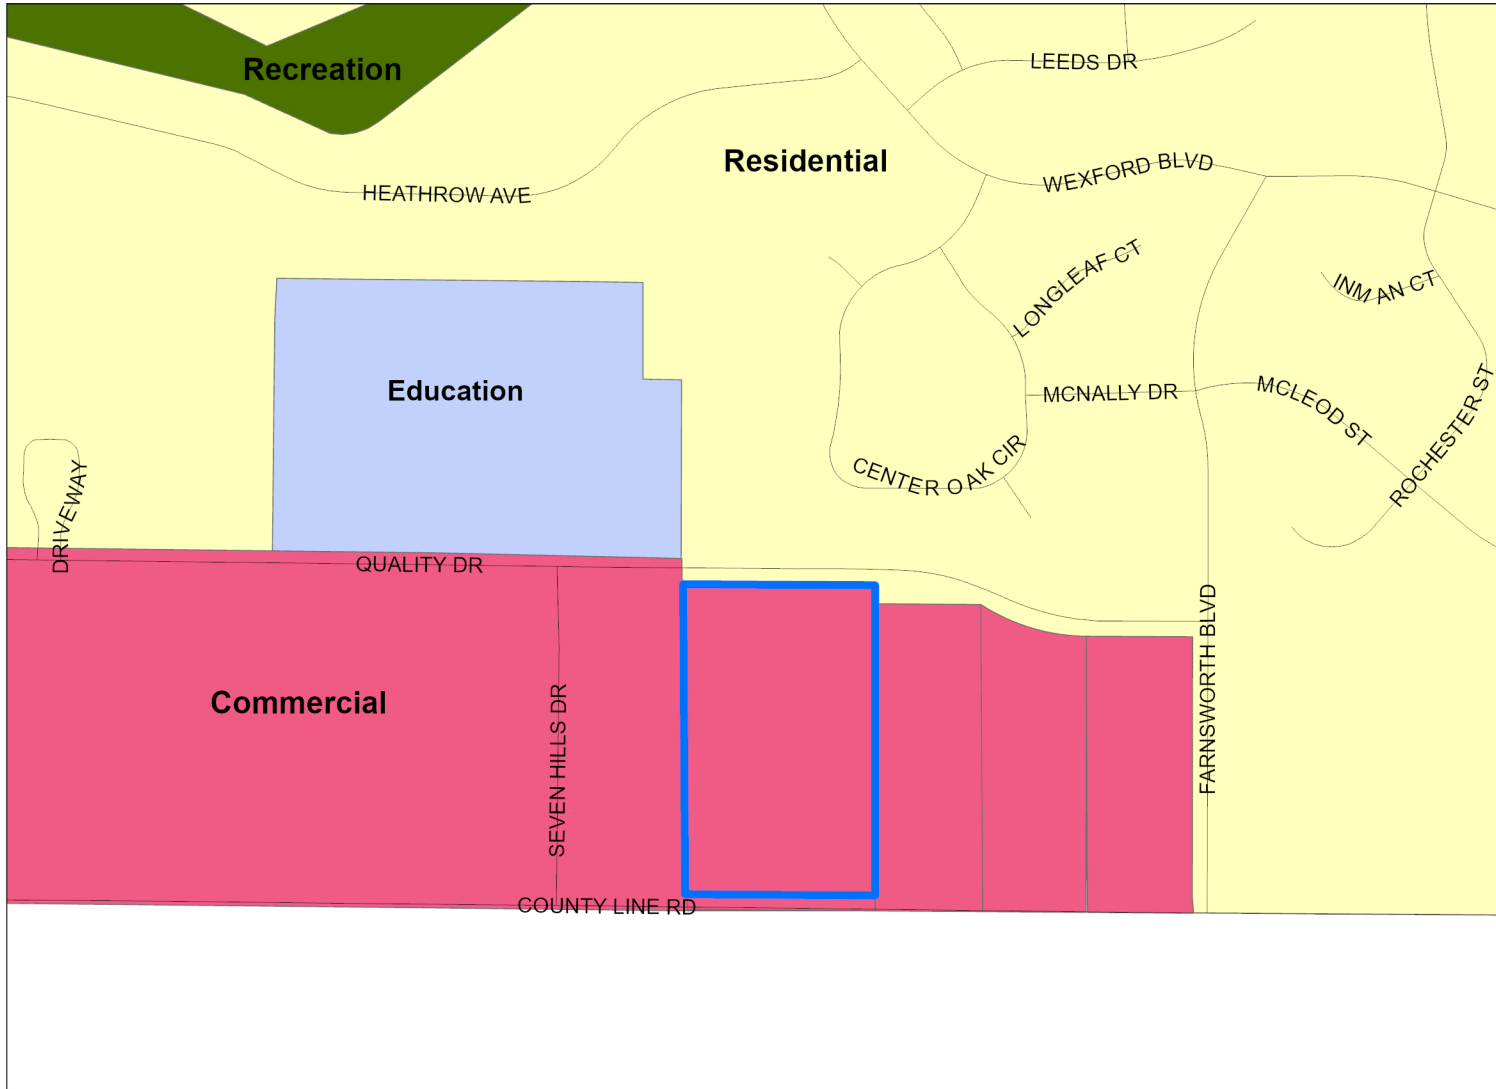 LEEDS DR
Recreation
Residential
WEXFORD BLVD
HEATHROW AVE
LONGLEAF CT
INMAN CT
Education
MCNALLY DR
MCLEOD ST
ROCHESTER ST
CENTER OAK CIR
DRIVEWAY
QUALITY DR
FARNSWORTH BLVD
Commercial
SEVEN HILLS DR
COUNTY LINE RD